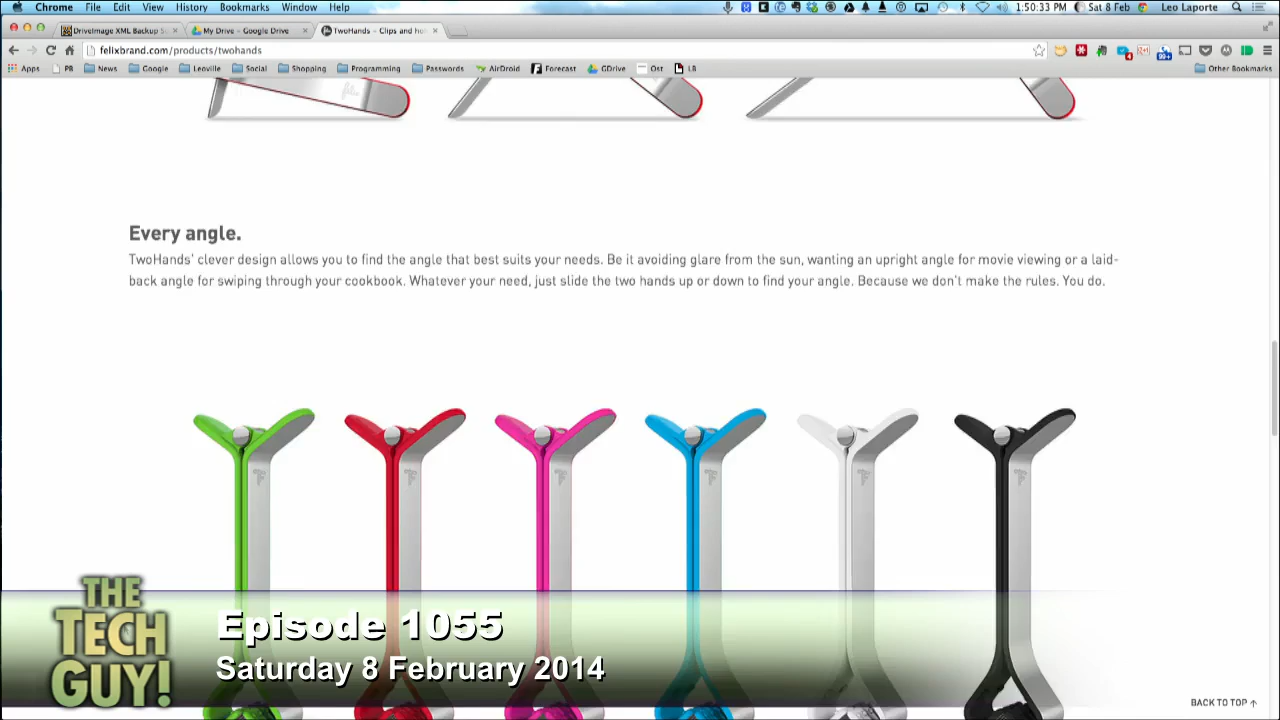 Chrome File Edit View History Bookmarks Window Help 1:50:33 PM Sat 8 Feb Leo Laporte
DriveImage XML Backup S My Drive – Google Drive TwoHands – Clips and hol
felixbrand.com/products/twohands
Apps PB News Google Leoville Social Shopping Programming Passwords AirDroid Forecast GDrive Ost LB Other Bookmarks
Every angle.
TwoHands' clever design allows you to find the angle that best suits your needs. Be it avoiding glare from the sun, wanting an upright angle for movie viewing or a laid-
back angle for swiping through your cookbook. Whatever your need, just slide the two hands up or down to find your angle. Because we don't make the rules. You do.
THE
TECH
GUY!
Episode 1055
Saturday 8 February 2014
BACK TO TOP ↑